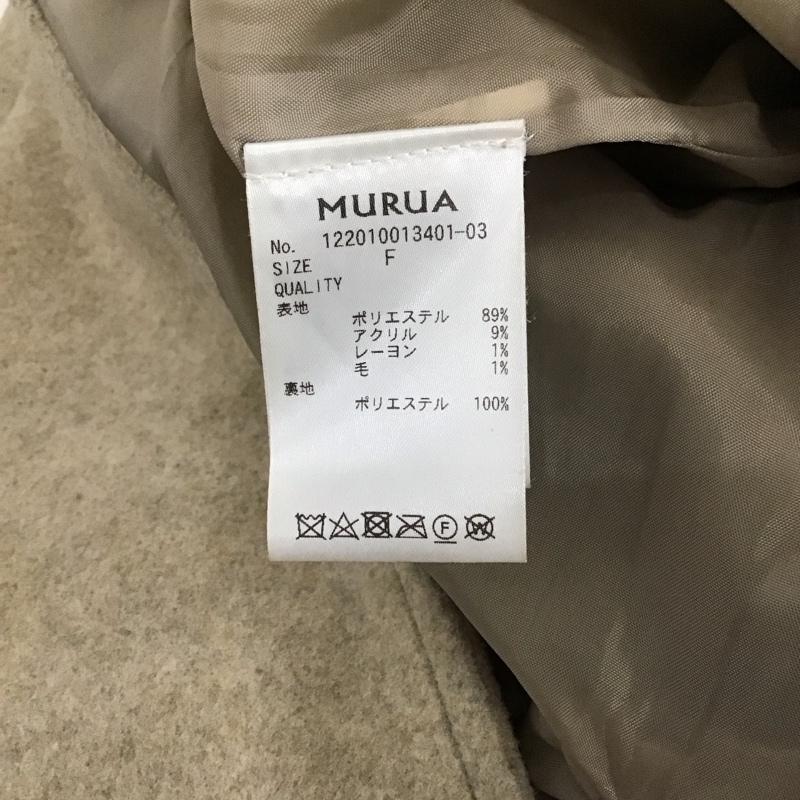 MURUA
No. 122010013401-03
SIZE F
QUALITY
表地
ポリエステル 89%
アクリル 9%
レーヨン 1%
毛 1%
裏地
ポリエステル 100%
F W